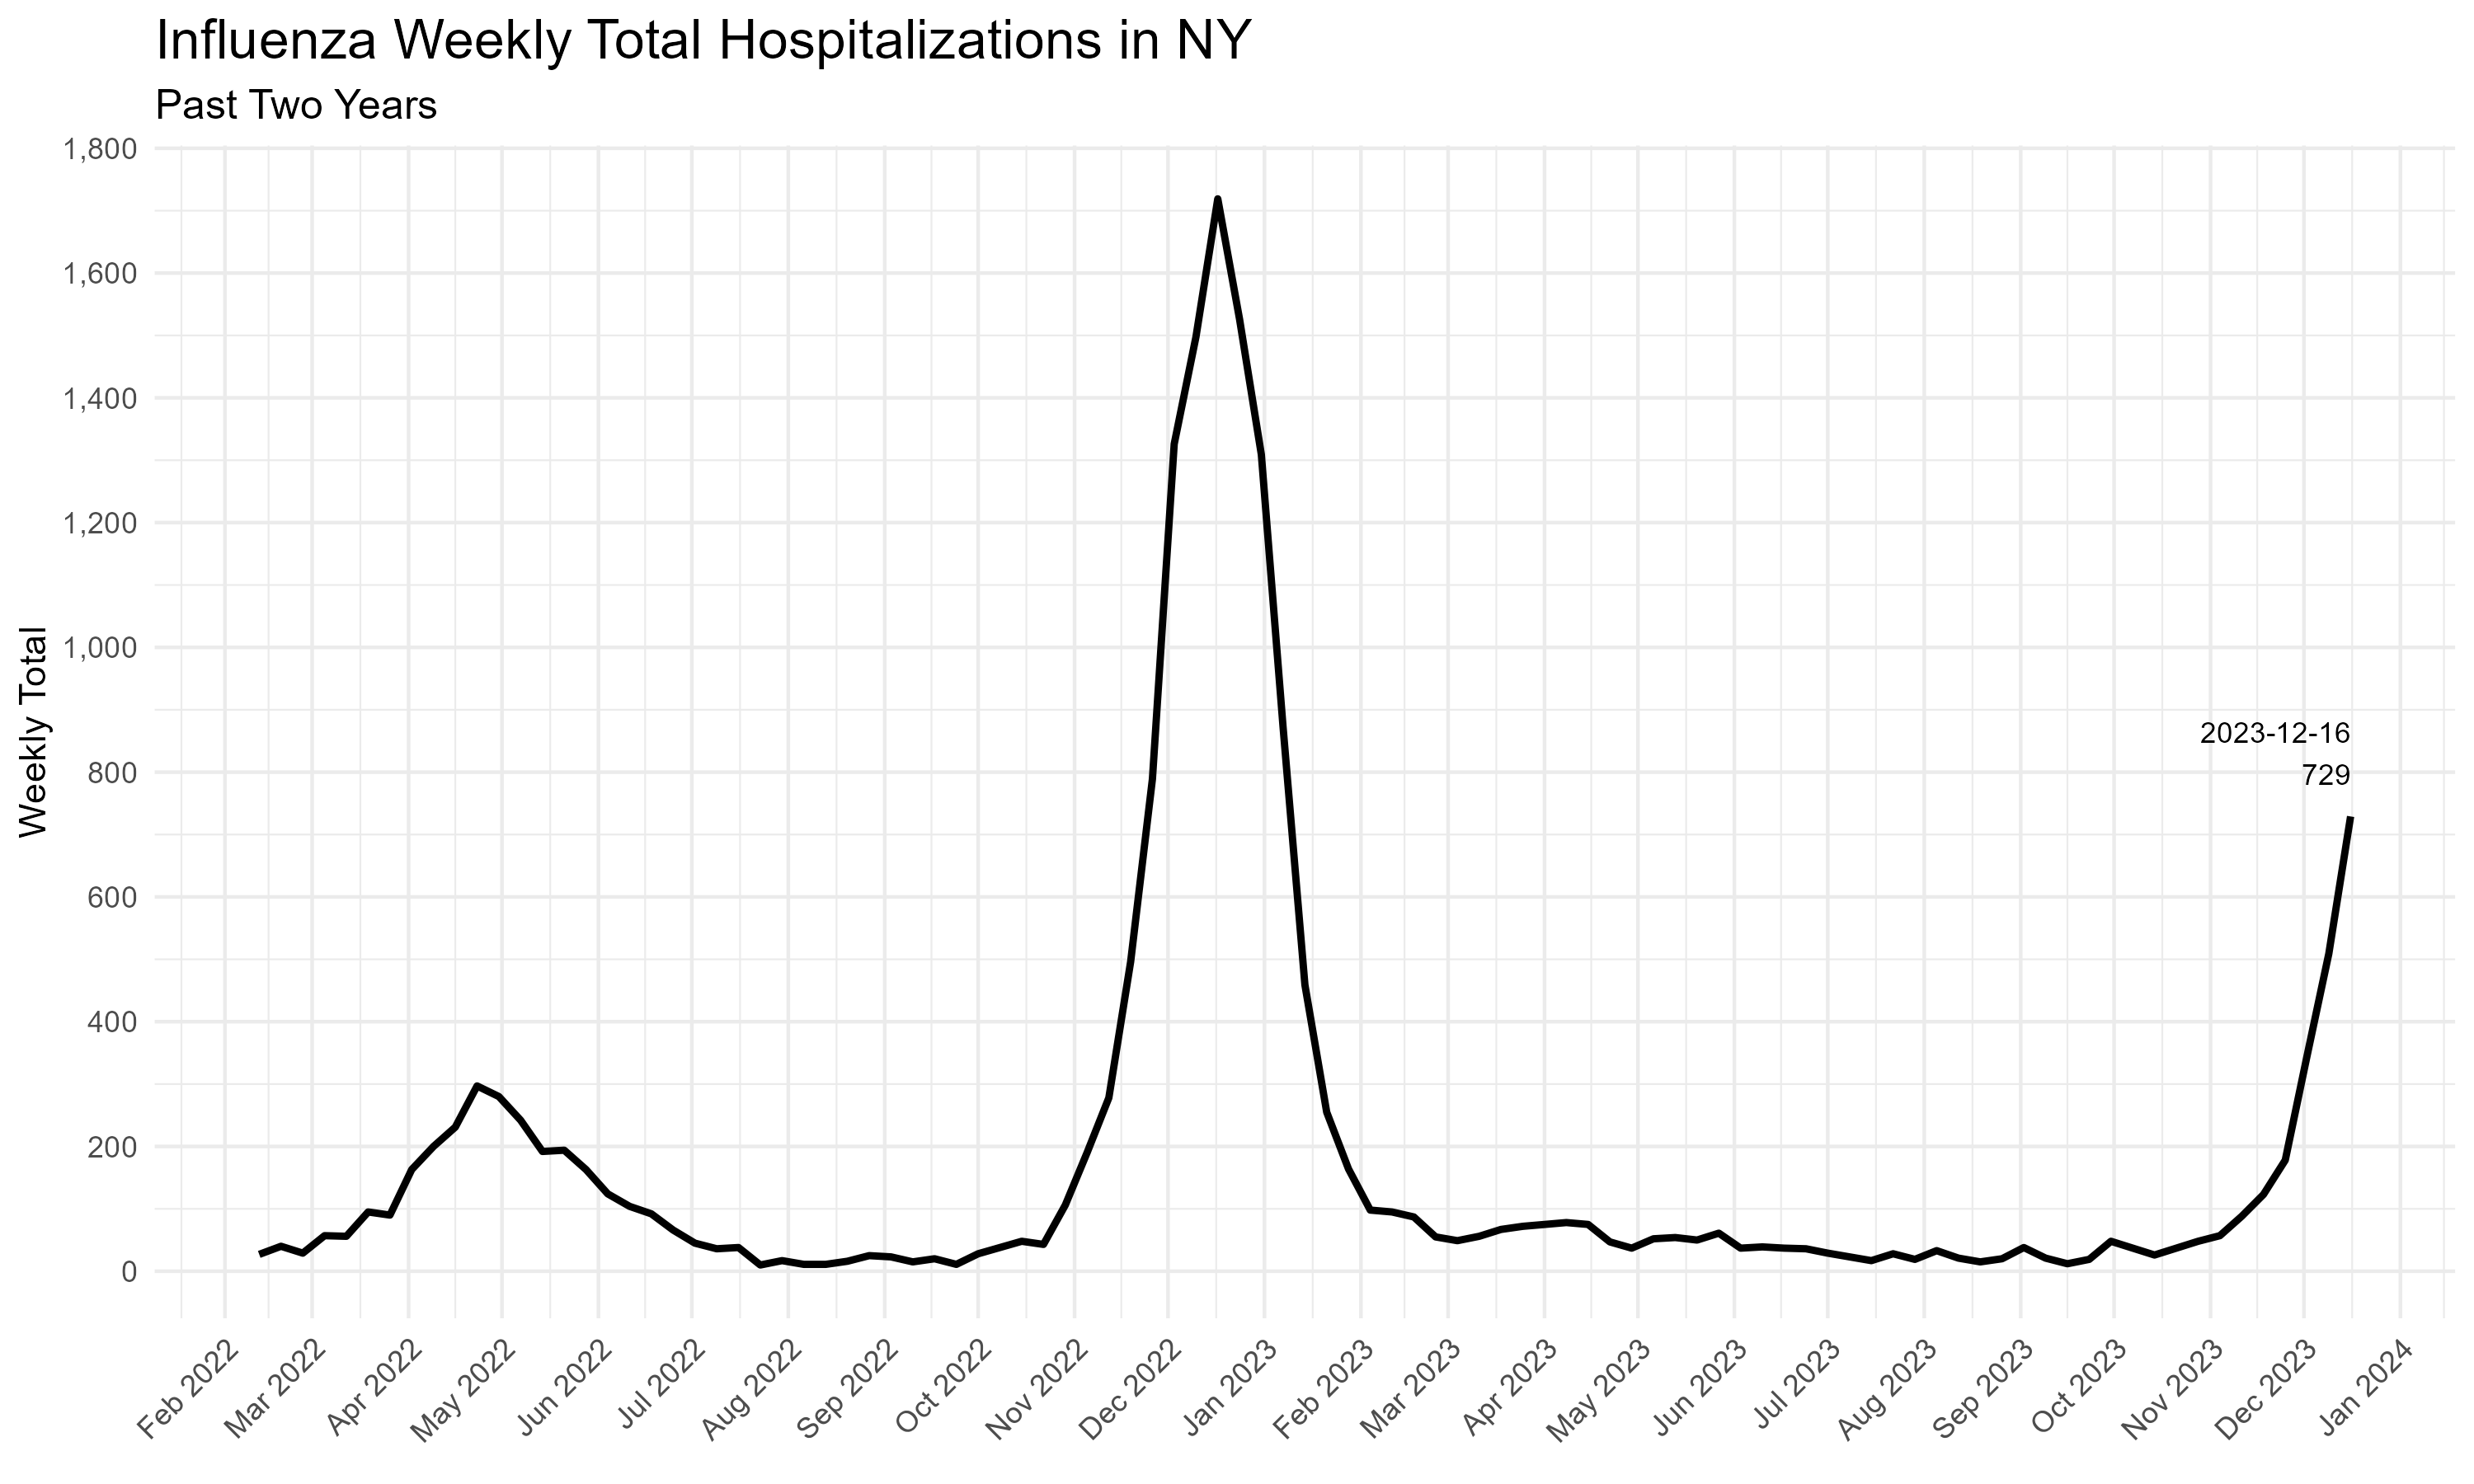 Influenza Weekly Total Hospitalizations in NY
Past Two Years
Weekly Total
1,800
1,600
1,400
1,200
1,000
800
600
400
200
0
2023-12-16
729
Feb 2022
Mar 2022
Apr 2022
May 2022
Jun 2022
Jul 2022
Aug 2022
Sep 2022
Oct 2022
Nov 2022
Dec 2022
Jan 2023
Feb 2023
Mar 2023
Apr 2023
May 2023
Jun 2023
Jul 2023
Aug 2023
Sep 2023
Oct 2023
Nov 2023
Dec 2023
Jan 2024